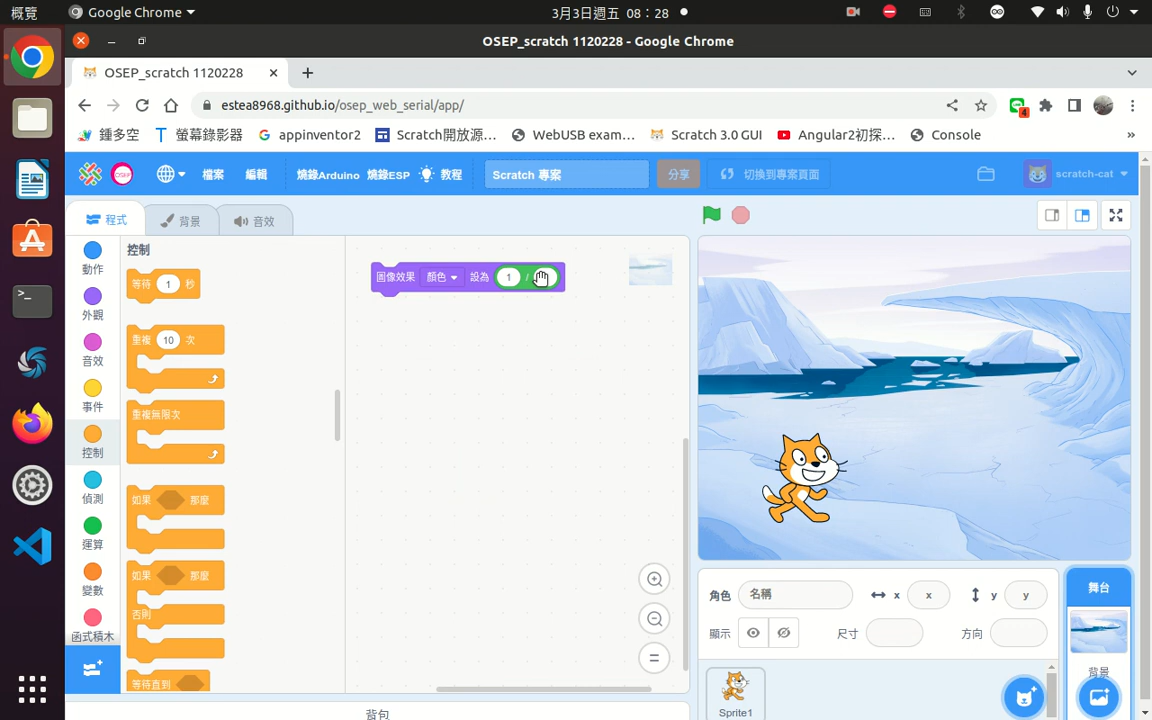 概覽
Google Chrome
3月3日週五 08：28
OSEP_scratch 1120228 - Google Chrome
OSEP_scratch 1120228
estea8968.github.io/osep_web_serial/app/
4
鍾多空
螢幕錄影器
appinventor2
Scratch開放源...
WebUSB exam...
Scratch 3.0 GUI
Angular2初探...
Console
»
OSEP
檔案
編輯
燒錄Arduino
燒錄ESP
教程
Scratch 專案
分享
切換到專案頁面
scratch-cat
程式
背景
音效
動作
外觀
音效
事件
控制
偵測
運算
變數
函式積木
控制
等待 1 秒
重複 10 次
重複無限次
如果 那麼
如果 那麼
否則
等待直到
圖像效果 顏色 設為 1 /
角色 名稱
x x
y y
顯示
尺寸
方向
舞台
背景
Sprite1
背包